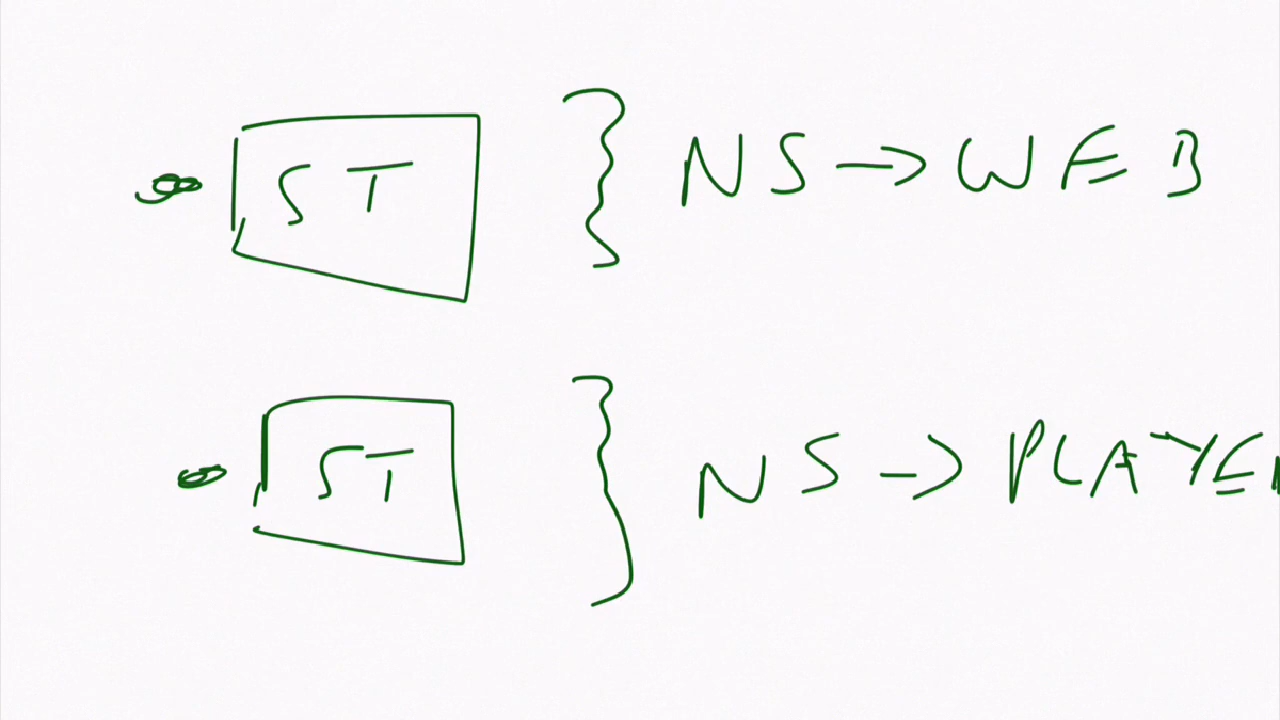 ST } NS → WEB
ST } NS → PLAYE